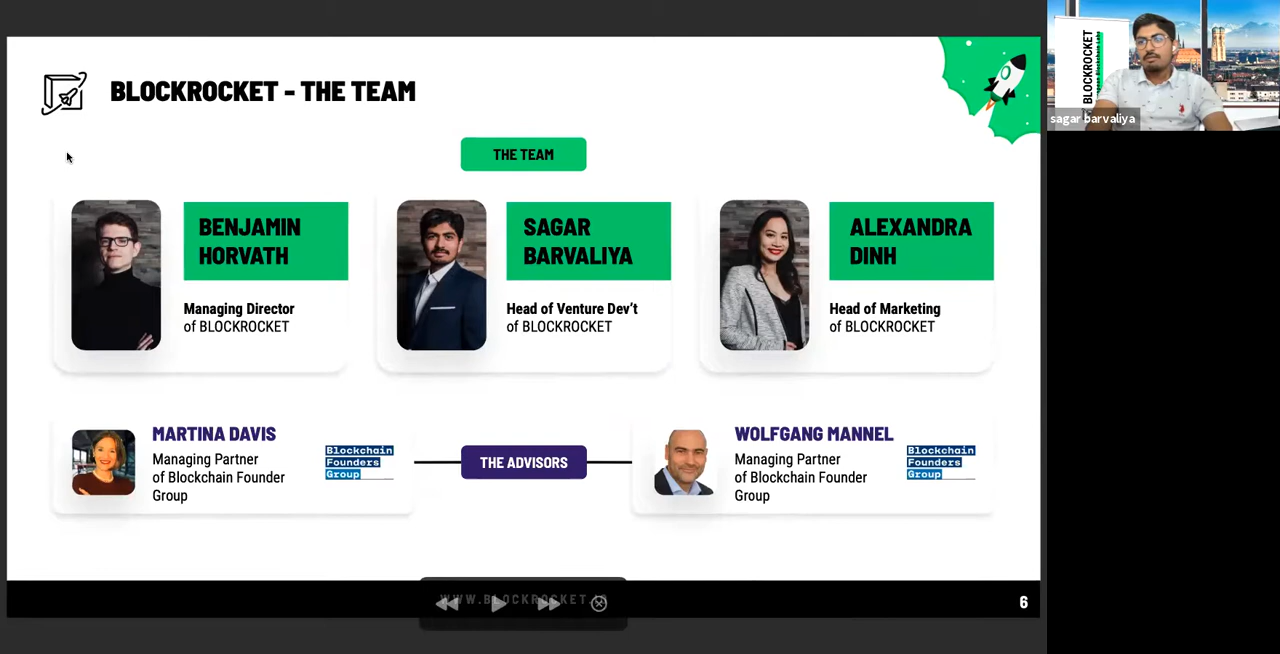 BLOCKROCKET - THE TEAM
THE TEAM
BENJAMIN
HORVATH
Managing Director
of BLOCKROCKET
SAGAR
BARVALIYA
Head of Venture Dev't
of BLOCKROCKET
ALEXANDRA
DINH
Head of Marketing
of BLOCKROCKET
MARTINA DAVIS
Managing Partner
of Blockchain Founder
Group
Blockchain
Founders
Group
THE ADVISORS
WOLFGANG MANNEL
Managing Partner
of Blockchain Founder
Group
Blockchain
Founders
Group
6
BLOCKROCKET
sagar barvaliya